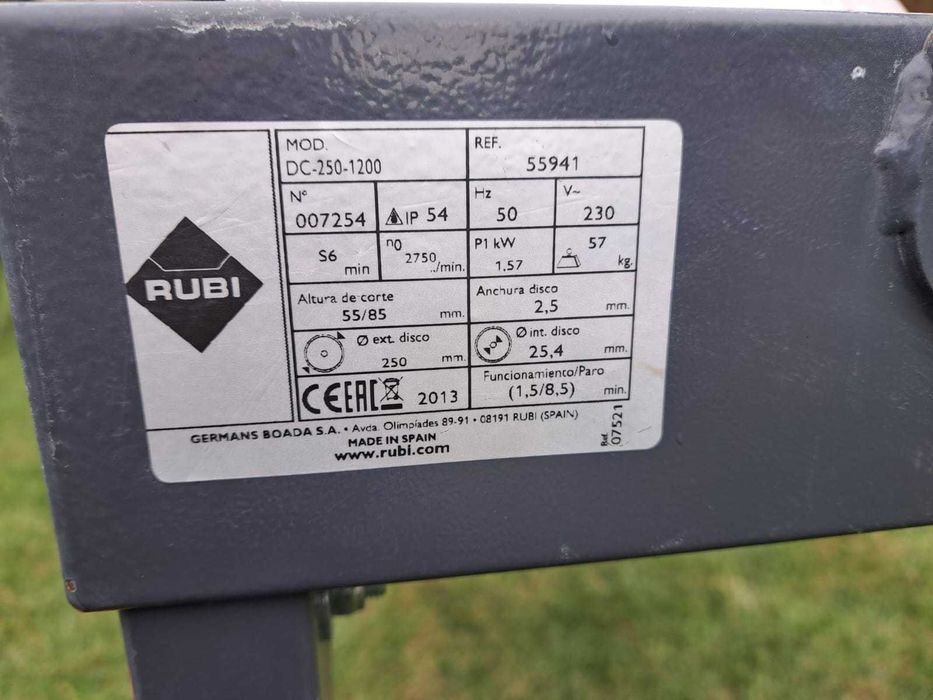 MOD.
DC-250-1200
REF.
55941
Nº
007254
IP 54
Hz
50
V~
230
S6
min
n0
2750
../min.
P1 kW
1.57
57
kg.
RUBI
Altura de corte
55/85 mm.
Anchura disco
2,5 mm.
Ø ext. disco
250 mm.
Ø int. disco
25,4 mm.
CE EAC 2013
Funcionamiento/Paro
(1,5/8,5) min.
GERMANS BOADA S.A. • Avda. Olimpíades 89-91 • 08191 RUBI (SPAIN)
MADE IN SPAIN
www.rubi.com
Ref.
07521